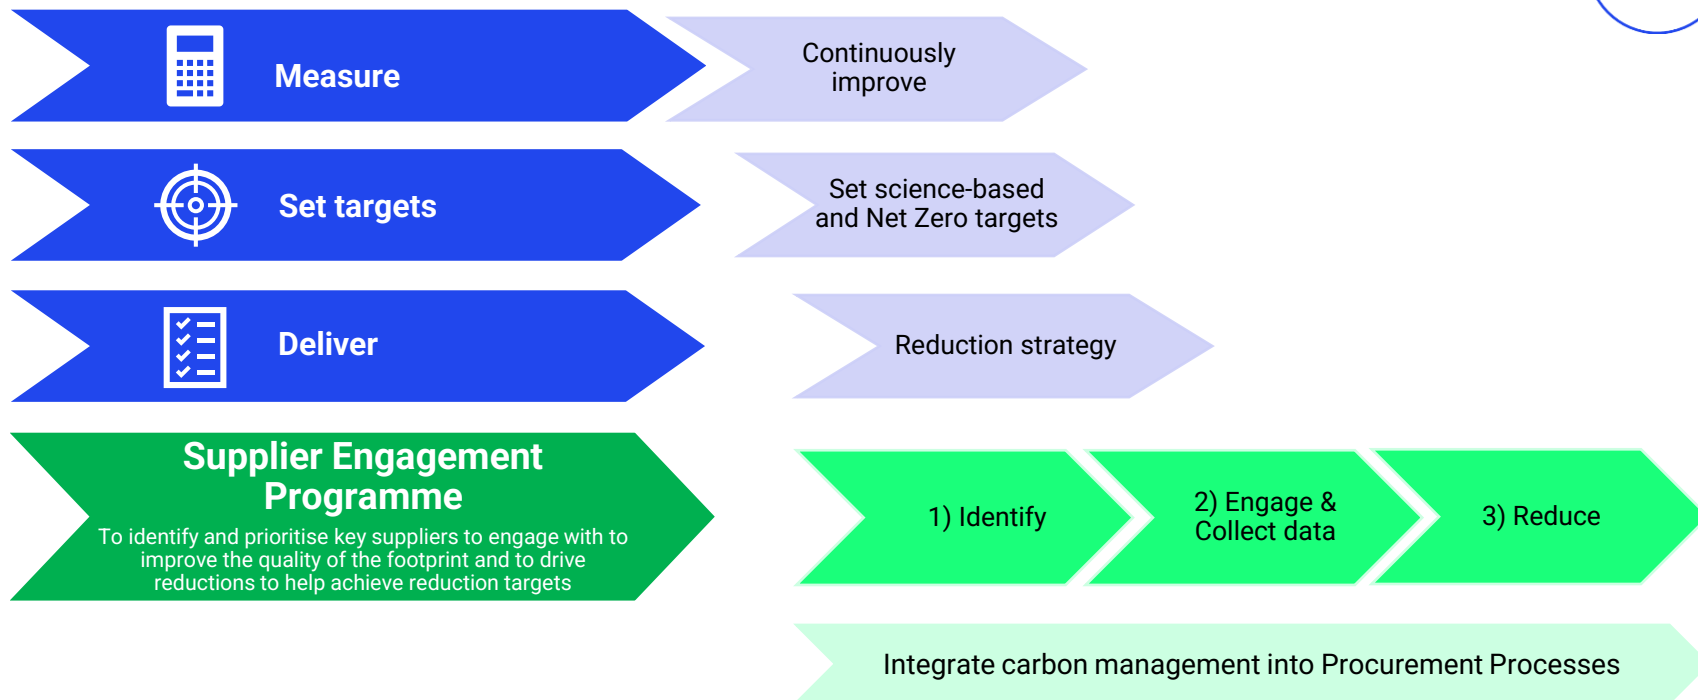 Measure
Continuously
improve
Set targets
Set science-based
and Net Zero targets
Deliver
Reduction strategy
Supplier Engagement
Programme
To identify and prioritise key suppliers to engage with to
improve the quality of the footprint and to drive
reductions to help achieve reduction targets
1) Identify
2) Engage &
Collect data
3) Reduce
Integrate carbon management into Procurement Processes